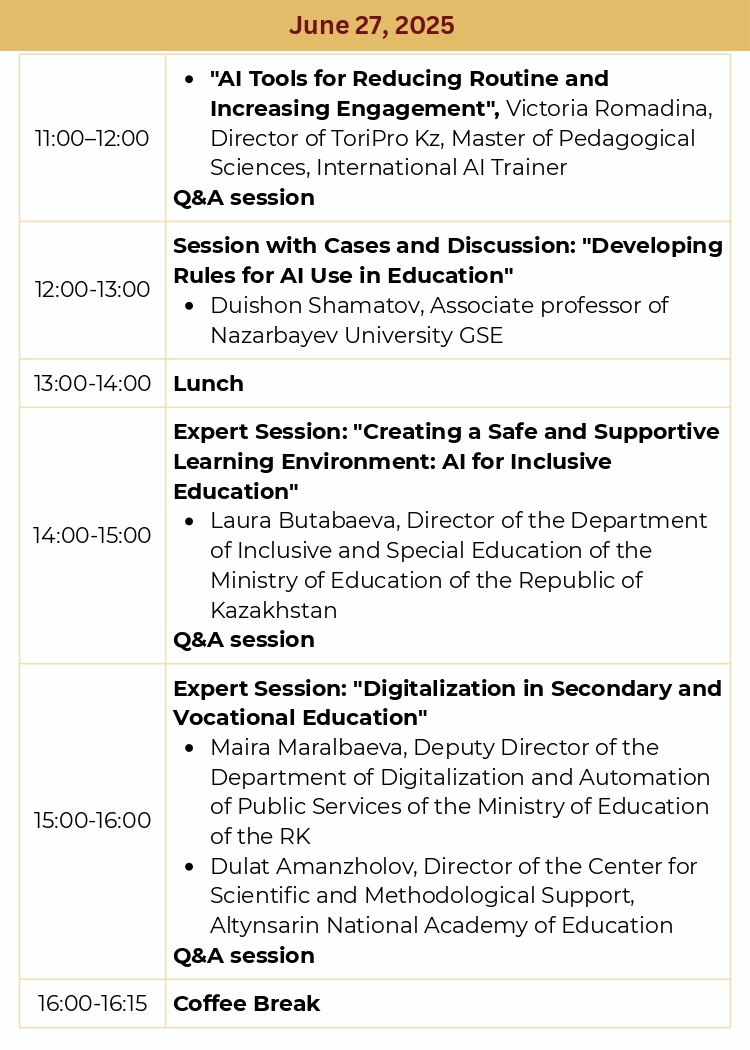 June 27, 2025
11:00–12:00
• "AI Tools for Reducing Routine and
Increasing Engagement", Victoria Romadina,
Director of ToriPro Kz, Master of Pedagogical
Sciences, International AI Trainer
Q&A session
12:00-13:00
Session with Cases and Discussion: "Developing
Rules for AI Use in Education"
• Duishon Shamatov, Associate professor of
Nazarbayev University GSE
13:00-14:00
Lunch
14:00-15:00
Expert Session: "Creating a Safe and Supportive
Learning Environment: AI for Inclusive
Education"
• Laura Butabaeva, Director of the Department
of Inclusive and Special Education of the
Ministry of Education of the Republic of
Kazakhstan
Q&A session
15:00-16:00
Expert Session: "Digitalization in Secondary and
Vocational Education"
• Maira Maralbaeva, Deputy Director of the
Department of Digitalization and Automation
of Public Services of the Ministry of Education
of the RK
• Dulat Amanzholov, Director of the Center for
Scientific and Methodological Support,
Altynsarin National Academy of Education
Q&A session
16:00-16:15
Coffee Break